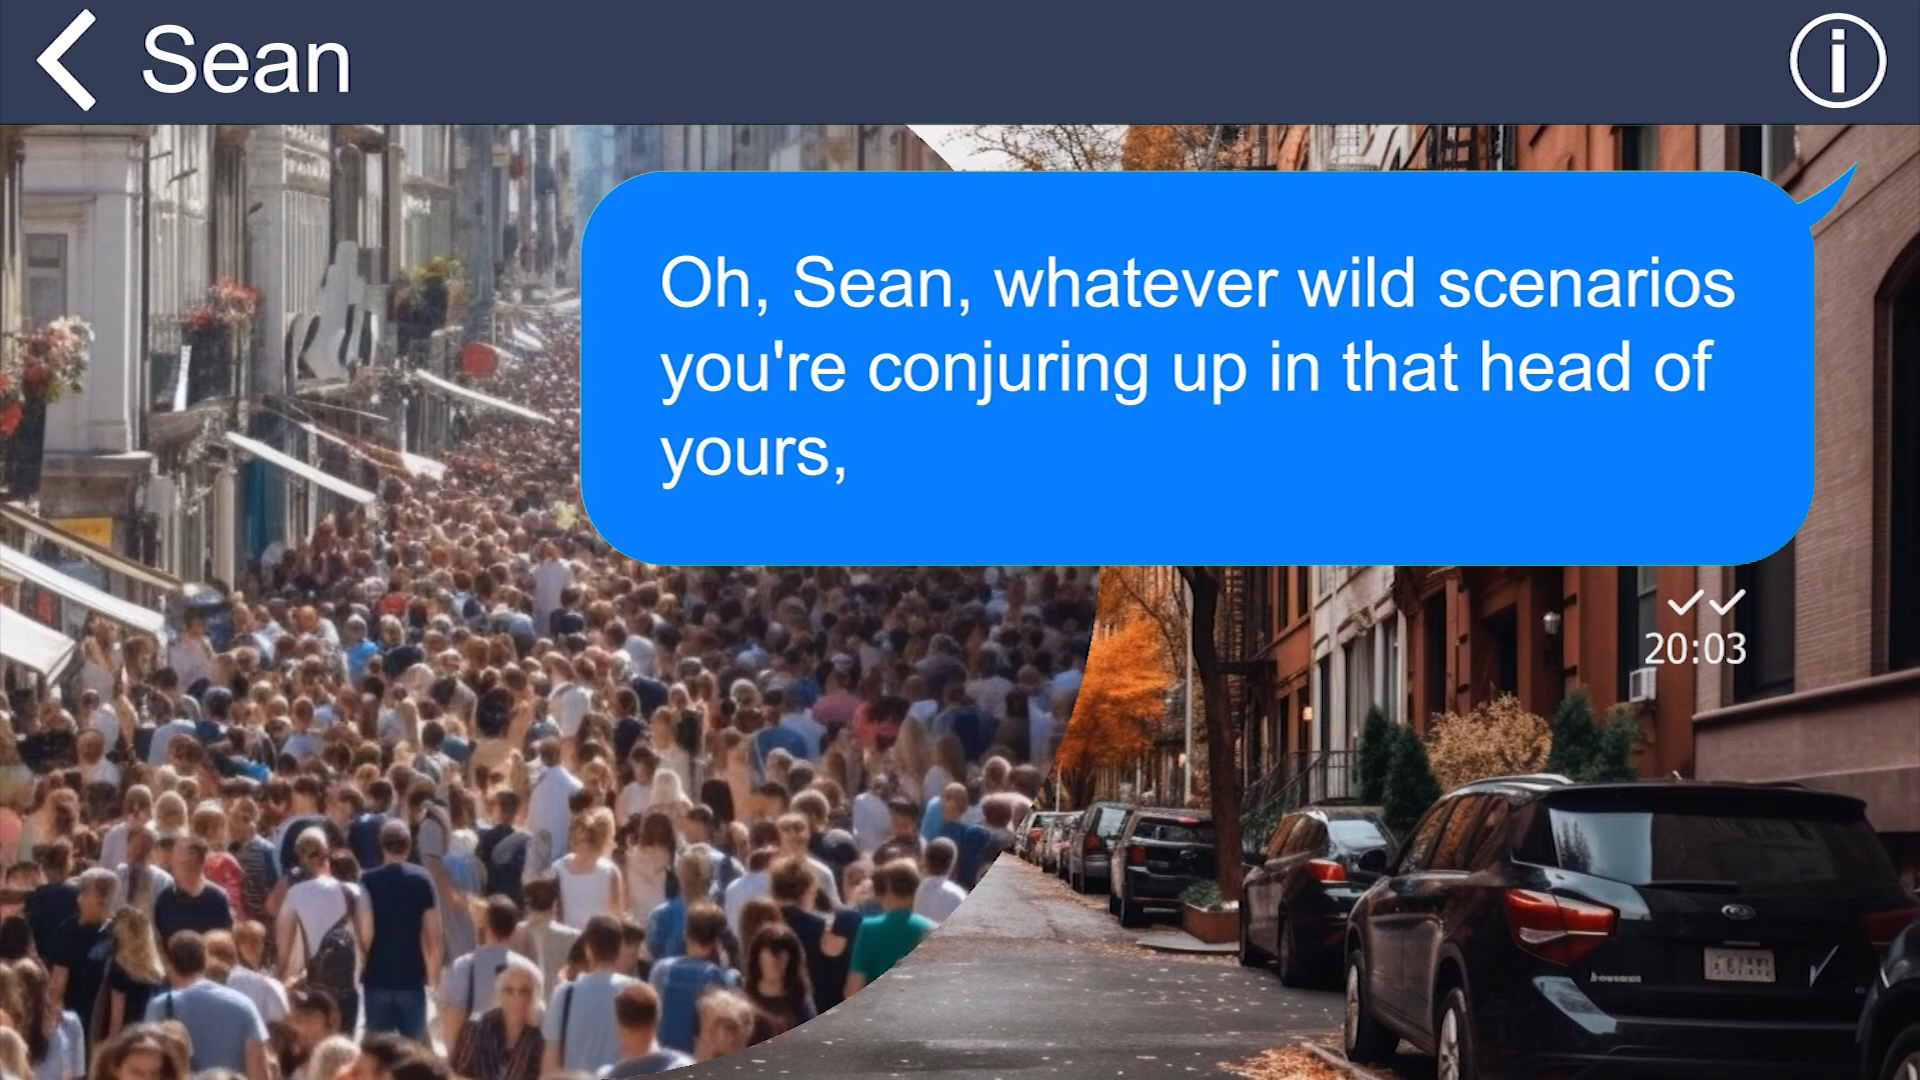 Sean
Oh, Sean, whatever wild scenarios
you're conjuring up in that head of
yours,
20:03